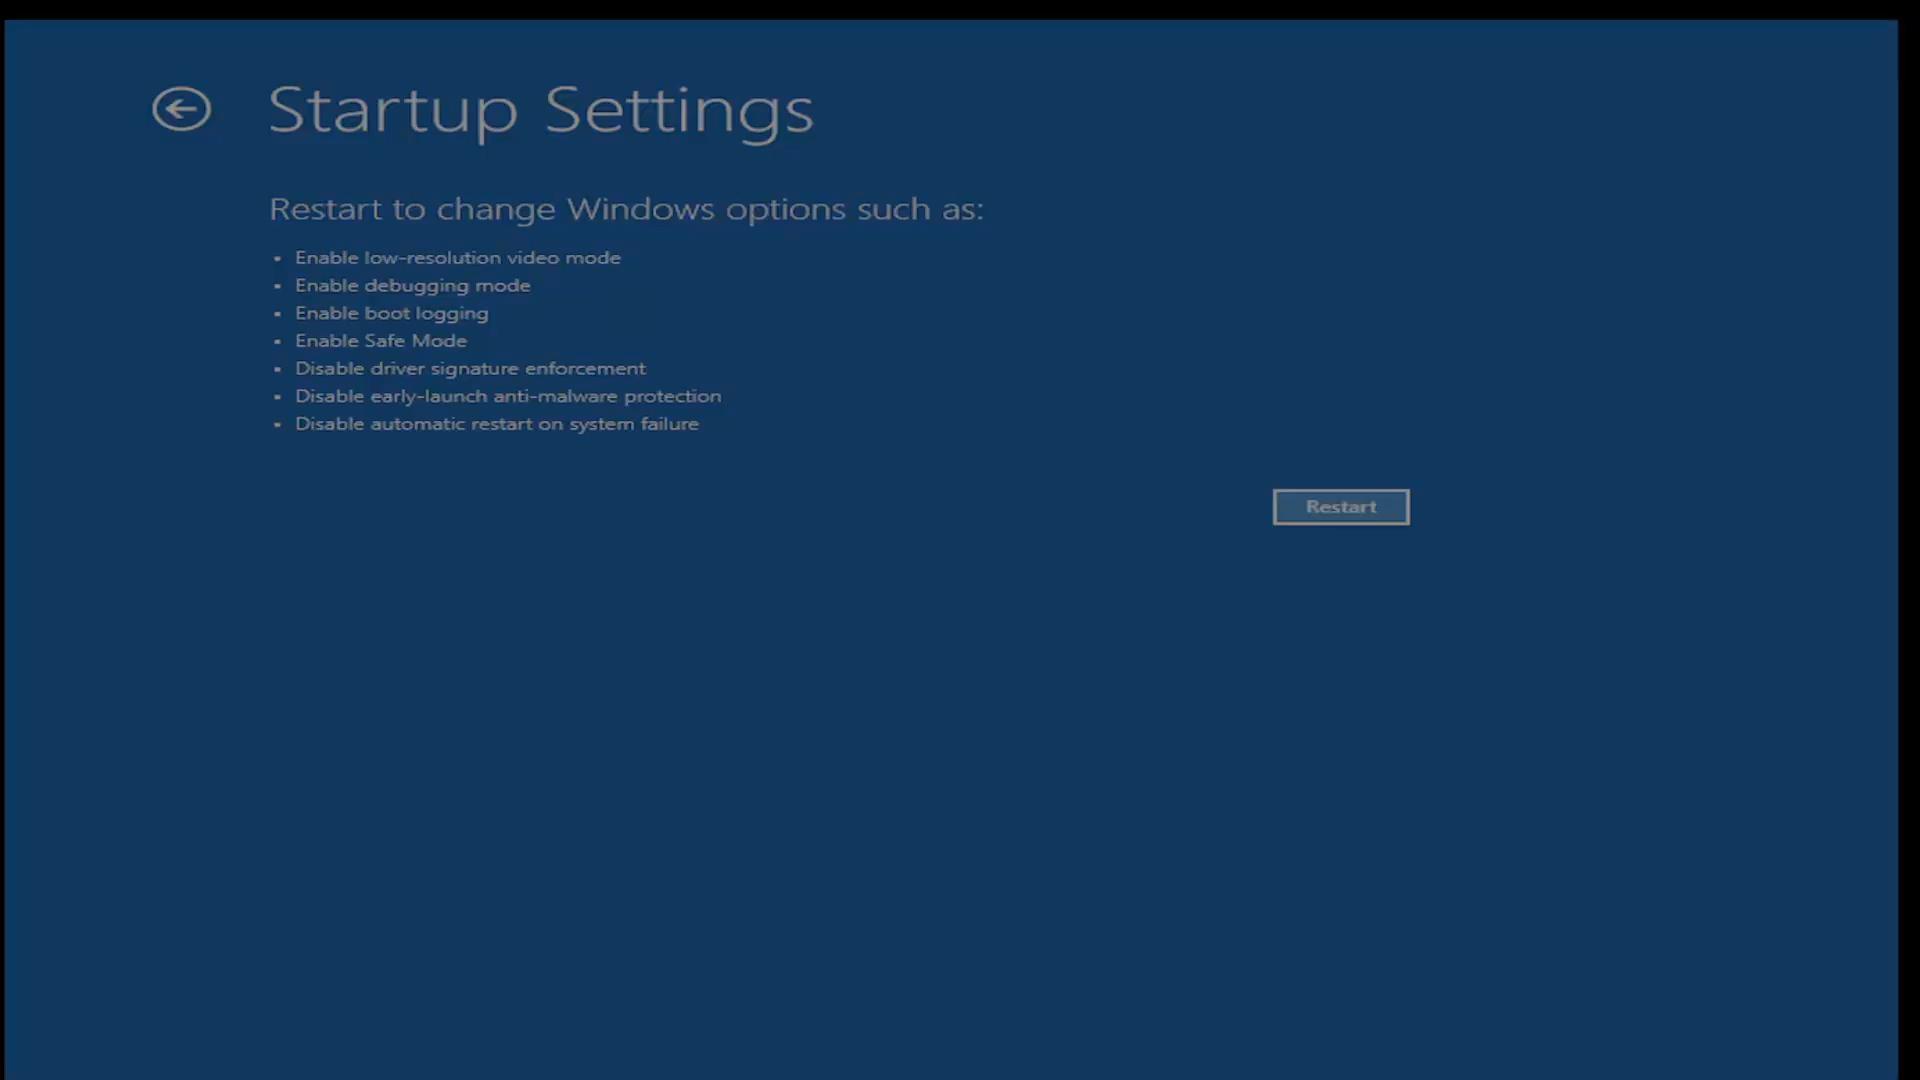 Startup Settings
Restart to change Windows options such as:
Enable low-resolution video mode
Enable debugging mode
Enable boot logging
Enable Safe Mode
Disable driver signature enforcement
Disable early-launch anti-malware protection
Disable automatic restart on system failure
Restart